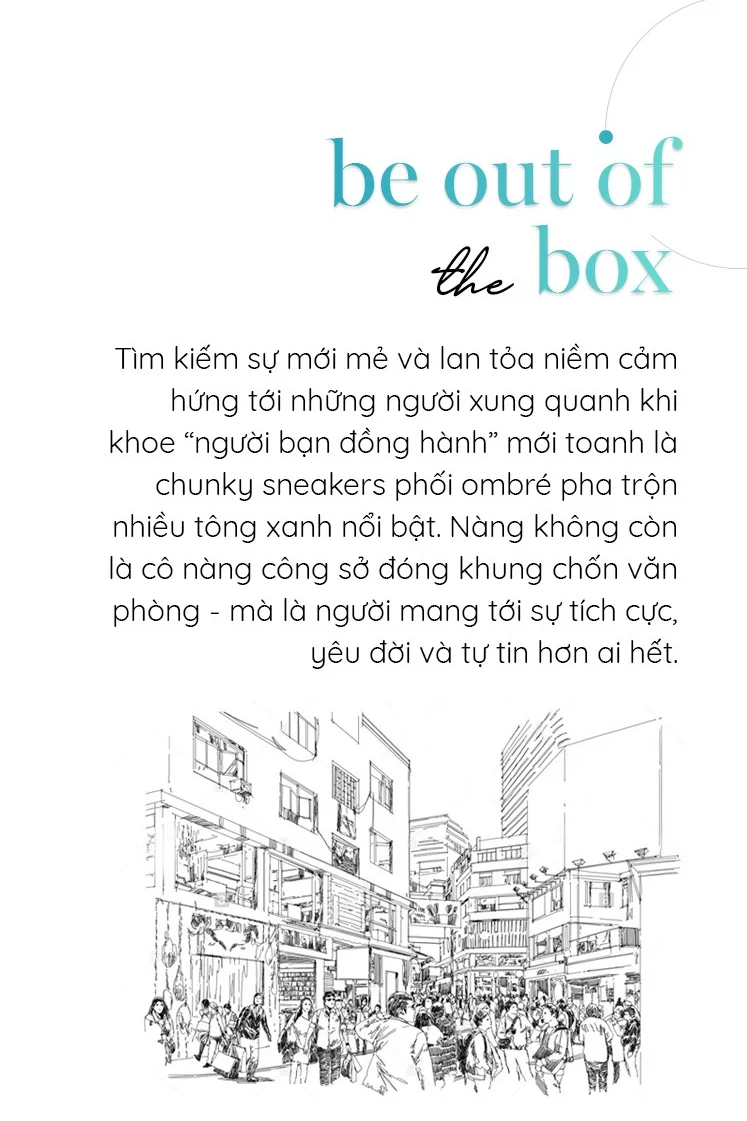 be out of
the box
Tìm kiếm sự mới mẻ và lan tỏa niềm cảm
hứng tới những người xung quanh khi
khoe “người bạn đồng hành” mới toanh là
chunky sneakers phối ombré pha trộn
nhiều tông xanh nổi bật. Nàng không còn
là cô nàng công sở đóng khung chốn văn
phòng - mà là người mang tới sự tích cực,
yêu đời và tự tin hơn ai hết.